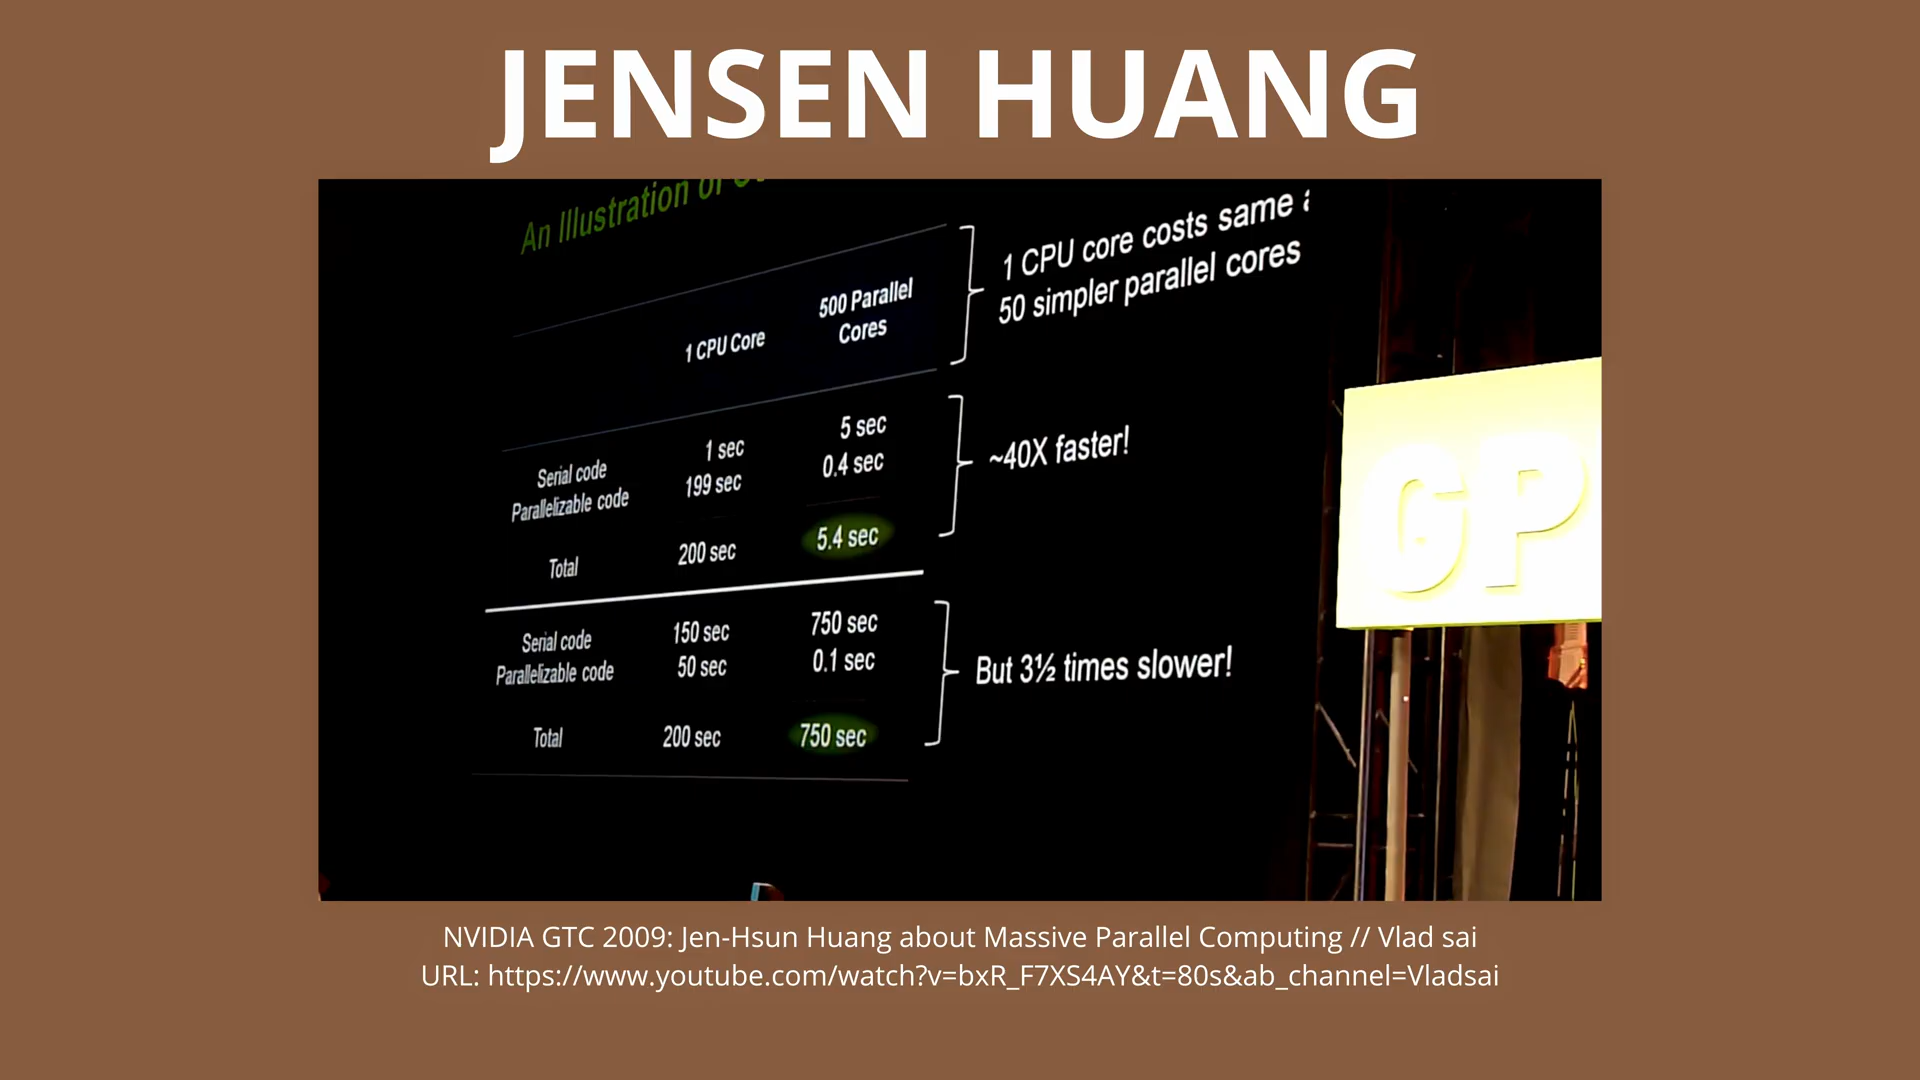 JENSEN HUANG
An Illustration of
1 CPU core costs same
50 simpler parallel cores
1 CPU Core
500 Parallel
Cores
Serial code 1 sec 5 sec
Parallelizable code 199 sec 0.4 sec
~40X faster!
Total 200 sec 5.4 sec
Serial code 150 sec 750 sec
Parallelizable code 50 sec 0.1 sec
But 3½ times slower!
Total 200 sec 750 sec
GP
NVIDIA GTC 2009: Jen-Hsun Huang about Massive Parallel Computing // Vlad sai
URL: https://www.youtube.com/watch?v=bxR_F7XS4AY&t=80s&ab_channel=Vladsai